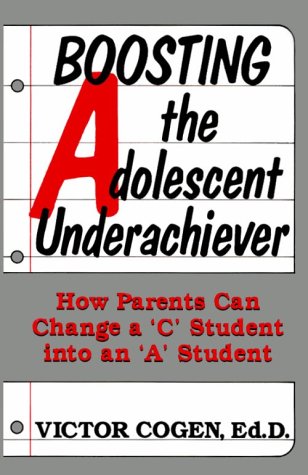 BOOSTING
the
Adolescent
Underachiever
How Parents Can
Change a ‘C’ Student
into an ‘A’ Student
VICTOR COGEN, Ed.D.